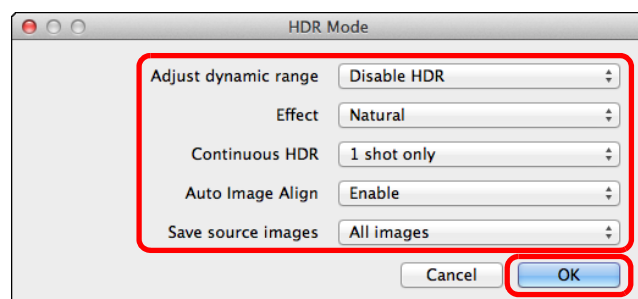 HDR Mode
Adjust dynamic range Disable HDR
Effect Natural
Continuous HDR 1 shot only
Auto Image Align Enable
Save source images All images
Cancel OK